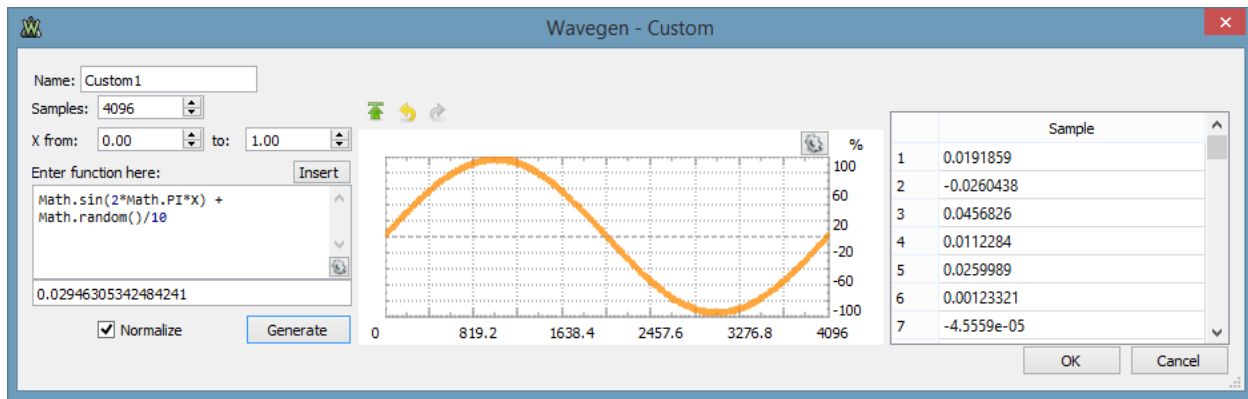 Wavegen - Custom
Name: Custom1
Samples: 4096
X from: 0.00 to: 1.00
Enter function here: Insert
Math.sin(2*Math.PI*X) +
Math.random()/10
0.02946305342484241
Normalize Generate
%
100
60
20
-20
-60
-100
0 819.2 1638.4 2457.6 3276.8 4096
Sample
1 0.0191859
2 -0.0260438
3 0.0456826
4 0.0112284
5 0.0259989
6 0.00123321
7 -4.5559e-05
OK Cancel